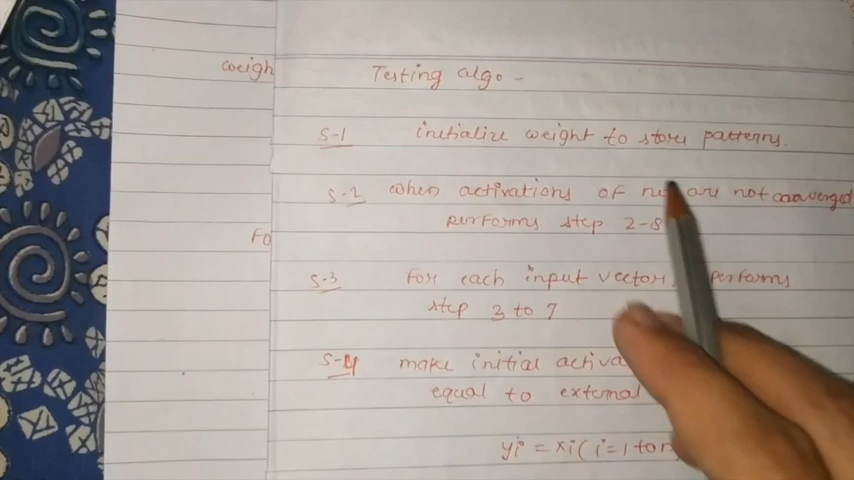 weigh
Testing algo -
S-1 initialize weight to store patterns.
S-2 when activations of net are not converged
performs step 2-8
Fo
S-3 for each input vector, performs
step 3 to 7
S-4 make initial activa
equal to external
yi = xi (i=1 to n